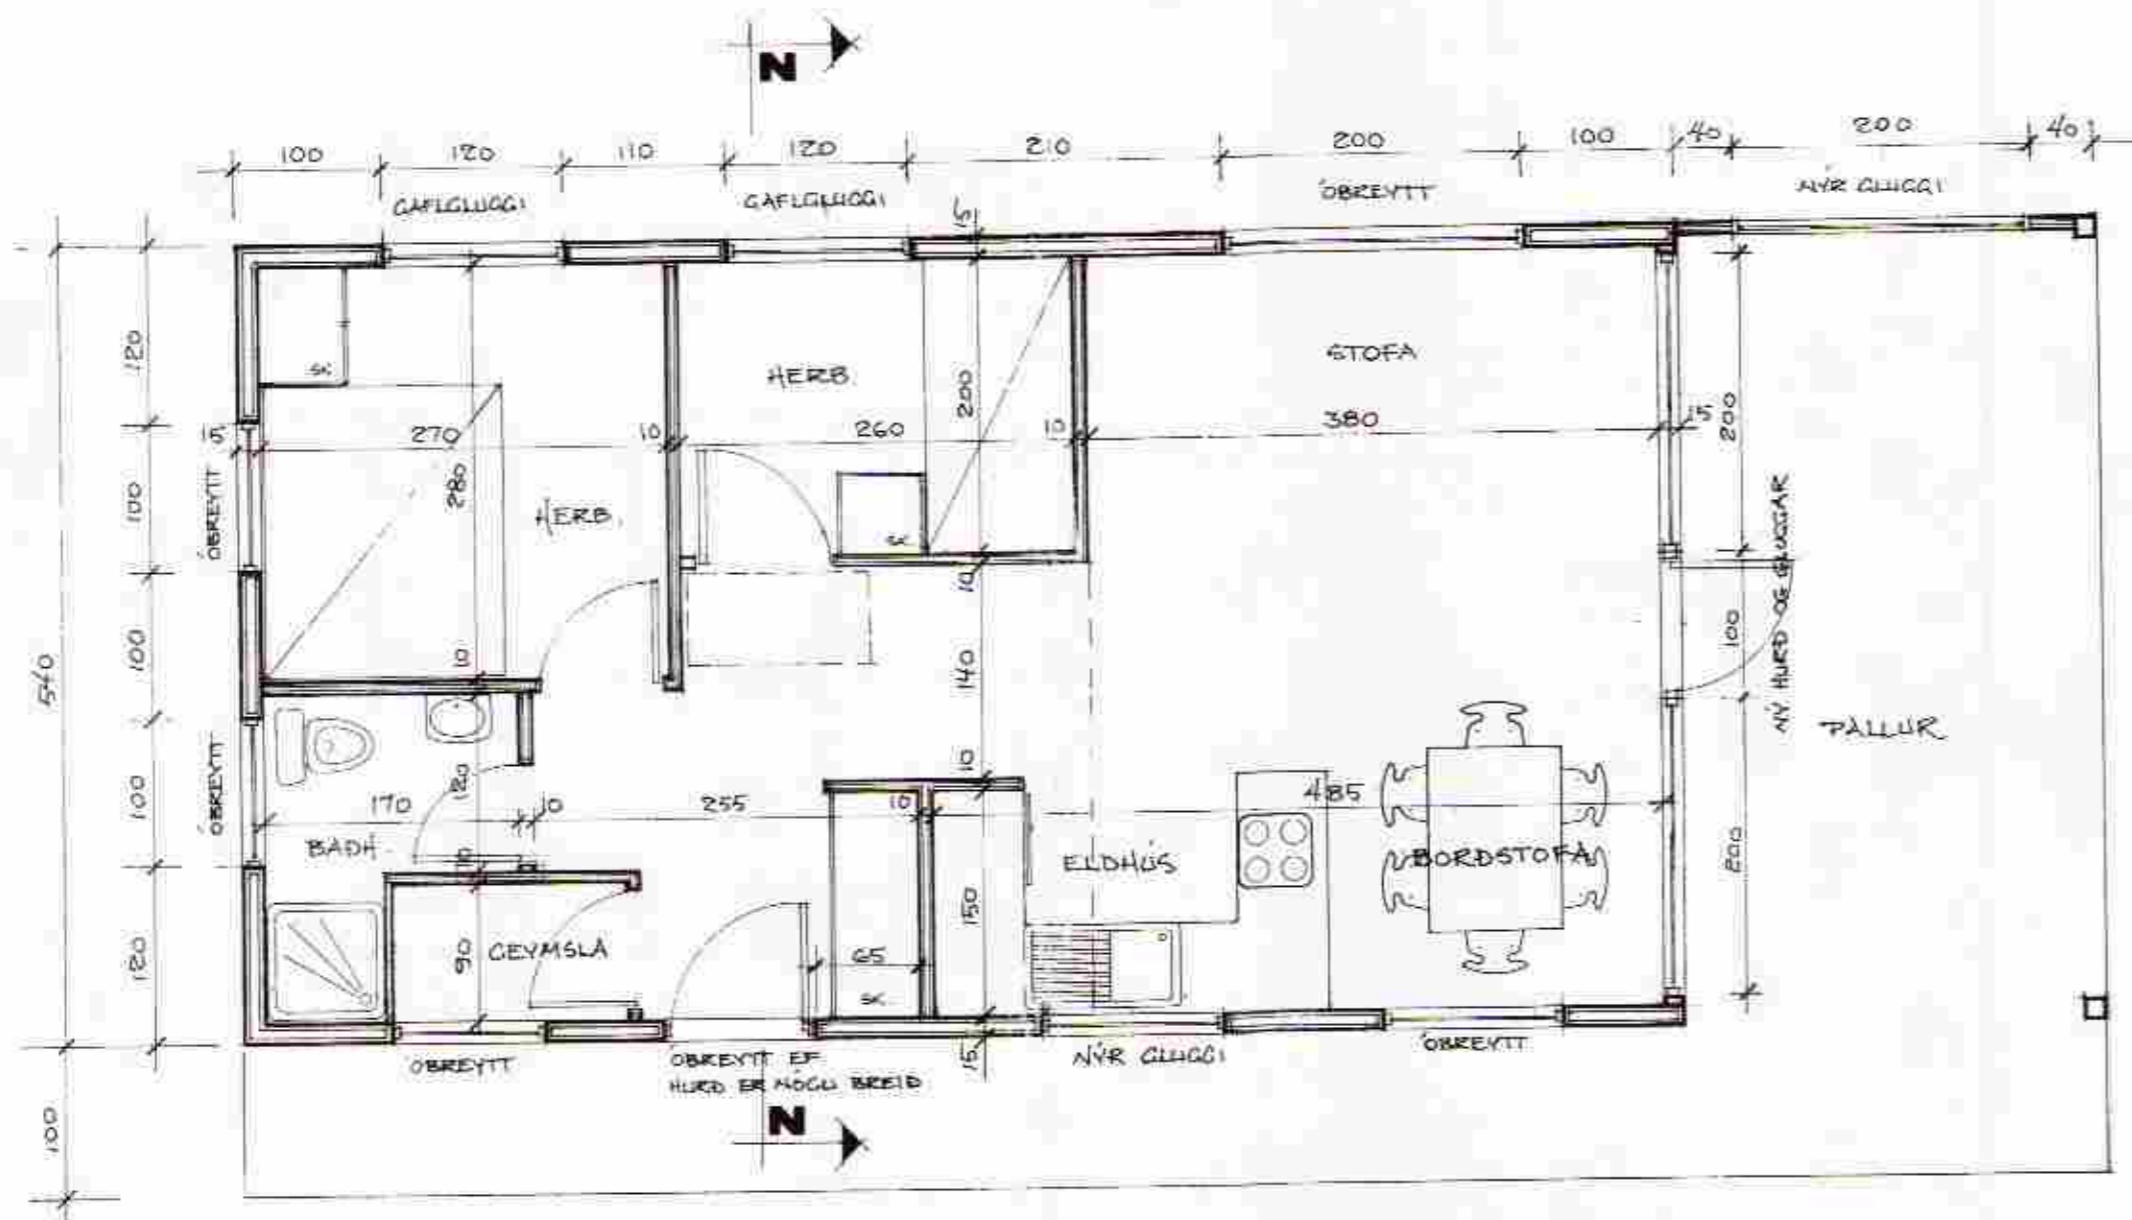 N
100 120 110 120 210 200 100 40 200 40
GAFLGLUGGI GAFLGLUGGI ÓBREYTT NÝR GLUGGI
15
120
SK
HERB.
200
STOFA
15 270 10 260 10 380 15 200
280
100
ÓBREYTT
HERB.
SK
10
NÝ HURÐ OG GLUGGAR
540
100
10
140
100
PALLUR
100
ÓBREYTT
120
10
170 10 255 10 485
BAÐH.
10
ELDHÚS
BORÐSTOFA
200
120
90
GEYMSLA
65
SK
150
ÓBREYTT
ÓBREYTT EF
HURÐ ER NÓGU BREIÐ
15
NÝR GLUGGI
ÓBREYTT
100
N